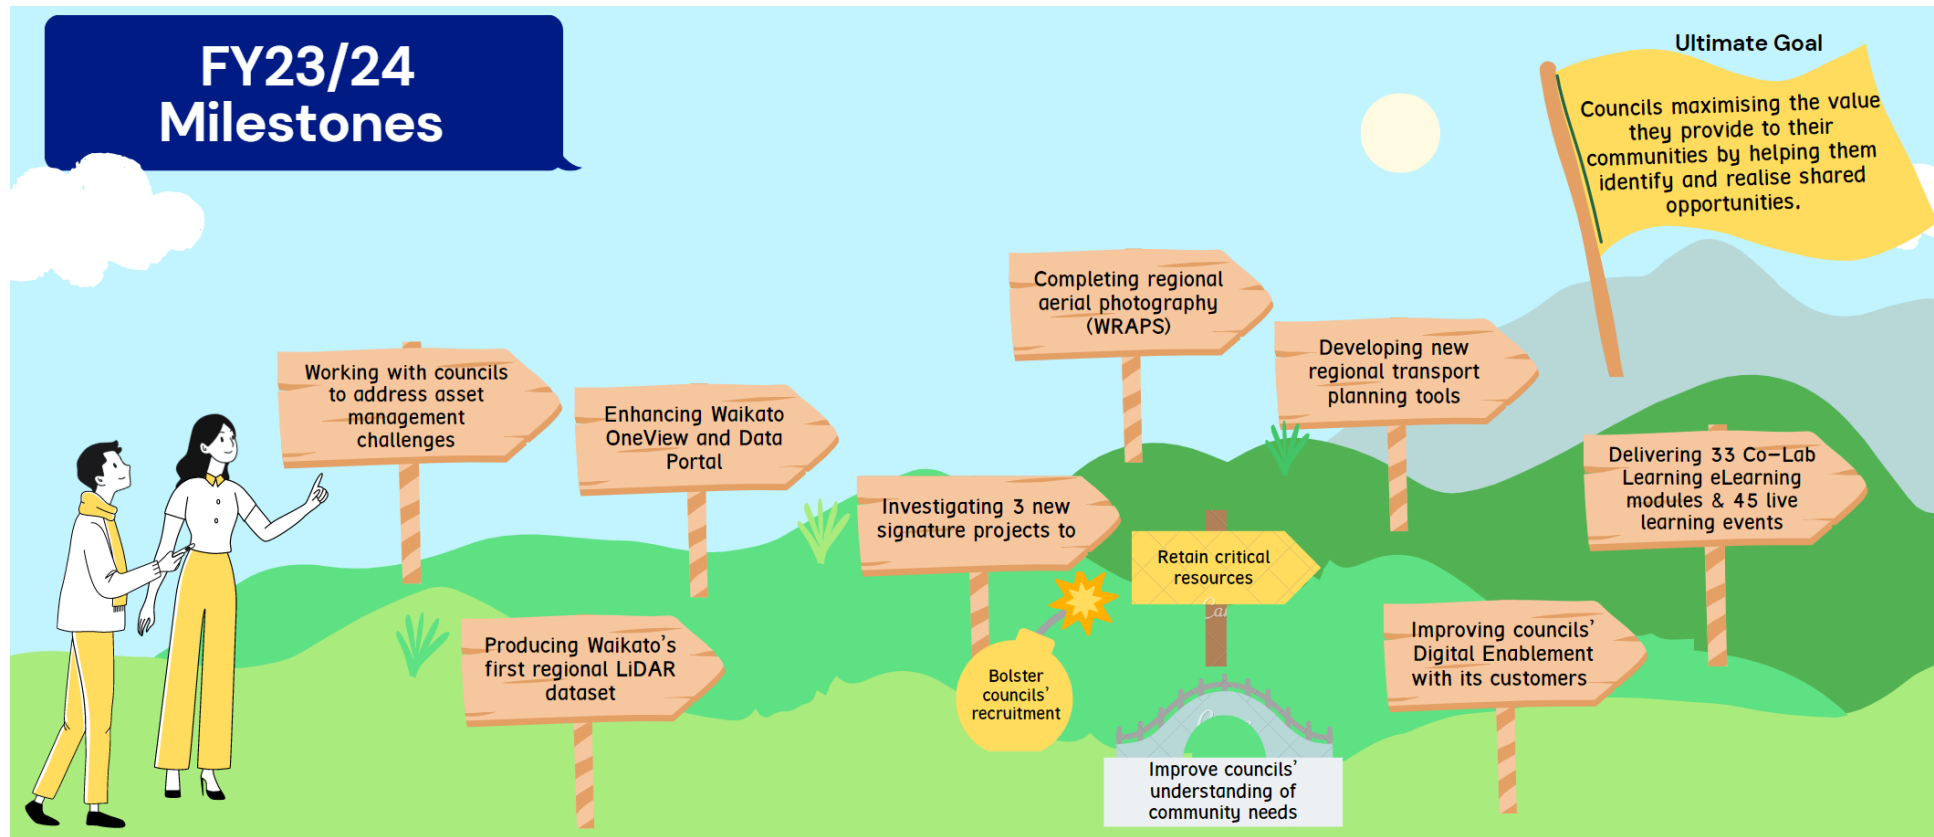 FY23/24
Milestones
Ultimate Goal
Councils maximising the value
they provide to their
communities by helping them
identify and realise shared
opportunities.
Working with councils
to address asset
management
challenges
Enhancing Waikato
OneView and Data
Portal
Producing Waikato's
first regional LiDAR
dataset
Investigating 3 new
signature projects to
Bolster
councils'
recruitment
Retain critical
resources
Improve councils'
understanding of
community needs
Completing regional
aerial photography
(WRAPS)
Developing new
regional transport
planning tools
Improving councils'
Digital Enablement
with its customers
Delivering 33 Co-Lab
Learning eLearning
modules & 45 live
learning events